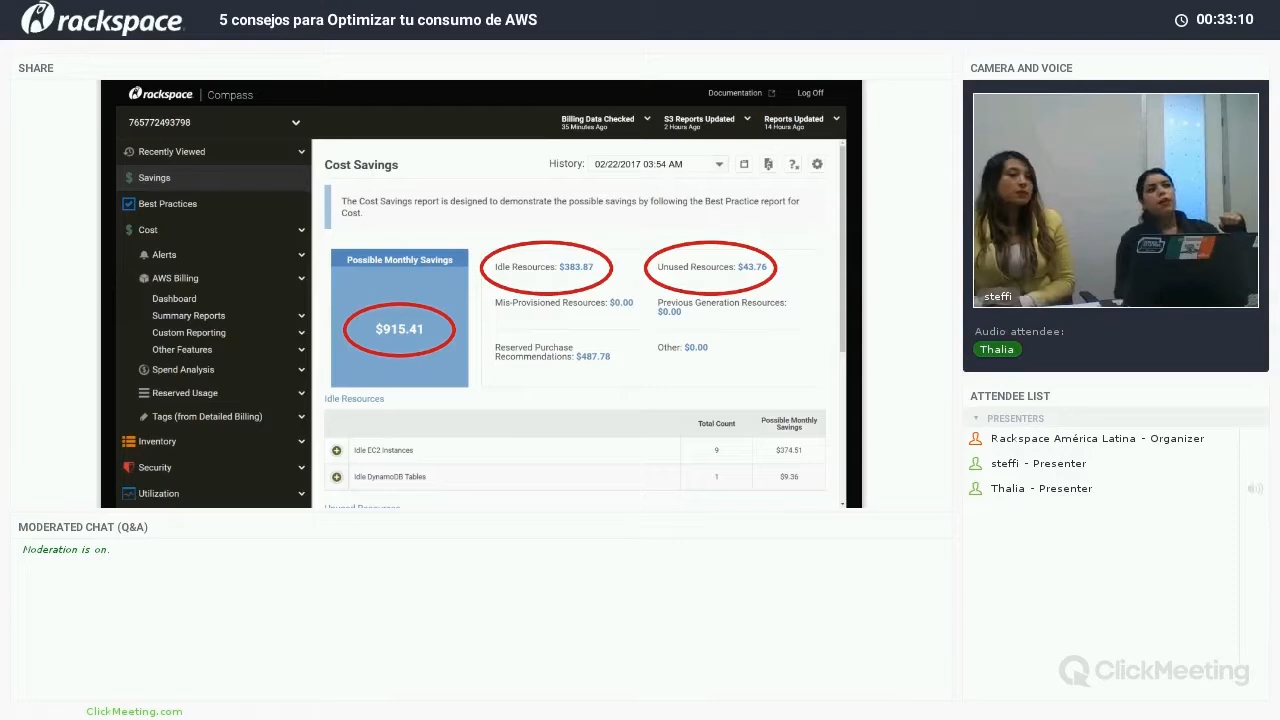 rackspace
5 consejos para Optimizar tu consumo de AWS
00:33:10
SHARE
rackspace | Compass
Documentation
Log Off
765772493798
Billing Data Checked
35 Minutes Ago
S3 Reports Updated
2 Hours Ago
Reports Updated
14 Hours Ago
Recently Viewed
Savings
Best Practices
Cost
Alerts
AWS Billing
Dashboard
Summary Reports
Custom Reporting
Other Features
Spend Analysis
Reserved Usage
Tags (from Detailed Billing)
Inventory
Security
Utilization
Cost Savings
History:
02/22/2017 03:54 AM
The Cost Savings report is designed to demonstrate the possible savings by following the Best Practice report for
Cost.
Possible Monthly Savings
$915.41
Idle Resources: $383.87
Unused Resources: $43.76
Mis-Provisioned Resources: $0.00
Previous Generation Resources:
$0.00
Reserved Purchase
Recommendations: $487.78
Other: $0.00
Idle Resources
Total Count
Possible Monthly
Savings
Idle EC2 Instances
9
$374.51
Idle DynamoDB Tables
1
$9.36
Unused Resources
CAMERA AND VOICE
steffi
Audio attendee:
Thalia
ATTENDEE LIST
PRESENTERS
Rackspace América Latina - Organizer
steffi - Presenter
Thalia - Presenter
MODERATED CHAT (Q&A)
Moderation is on.
ClickMeeting
ClickMeeting.com